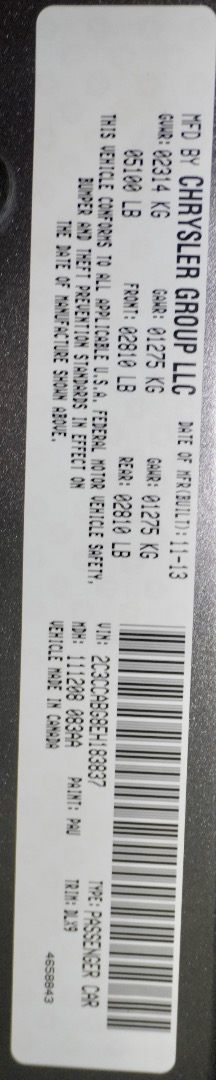 MFD BY CHRYSLER GROUP LLC DATE OF MFR(BUILT): 11-13
GVWR: 02314 KG GAWR: 01275 KG GAWR: 01275 KG
05100 LB FRONT: 02810 LB REAR: 02810 LB
THIS VEHICLE CONFORMS TO ALL APPLICABLE U.S.A. FEDERAL MOTOR VEHICLE SAFETY,
BUMPER AND THEFT PREVENTION STANDARDS IN EFFECT ON
THE DATE OF MANUFACTURE SHOWN ABOVE.
VIN: 2C3CCABG9EH183837 TYPE: PASSENGER CAR
MDH: 111208 083AA PAINT: PAU TRIM: DLX9
VEHICLE MADE IN CANADA 4658843